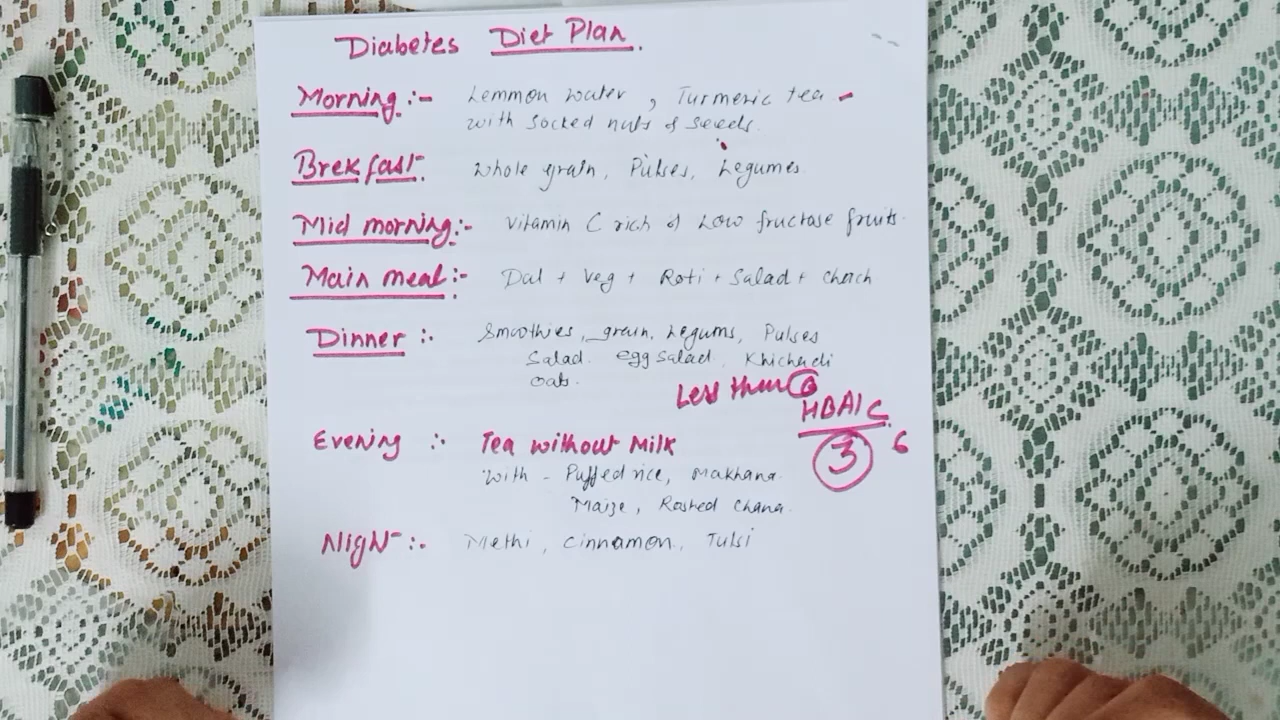 Diabetes Diet Plan.
Morning :- Lemmon water, Turmeric tea -
with socked nuts & seeds.
Brekfast- Whole grain, Pulses, Legumes.
Mid morning:- Vitamin C rich & Low fructase fruits.
Main meal:- Dal + Veg + Roti + Salad + chach
Dinner :- Smoothies, grain, Legums, Pulses
Salad. egg salad. Khichadi
oats.
Less than 6
HBA1C
3 6
Evening :- Tea without Milk
With - Puffed rice, Makhana.
Maize, Roshed chana.
Night :- Methi, Cinnamon, Tulsi